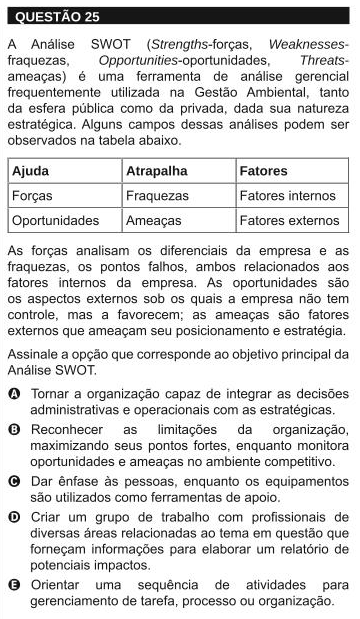 QUESTÃO 25
A Análise SWOT (Strengths-forças, Weaknesses-
fraquezas, Opportunities-oportunidades, Threats-
ameaças) é uma ferramenta de análise gerencial
frequentemente utilizada na Gestão Ambiental, tanto
da esfera pública como da privada, dada sua natureza
estratégica. Alguns campos dessas análises podem ser
observados na tabela abaixo.
Ajuda Atrapalha Fatores
Forças Fraquezas Fatores internos
Oportunidades Ameaças Fatores externos
As forças analisam os diferenciais da empresa e as
fraquezas, os pontos falhos, ambos relacionados aos
fatores internos da empresa. As oportunidades são
os aspectos externos sob os quais a empresa não tem
controle, mas a favorecem; as ameaças são fatores
externos que ameaçam seu posicionamento e estratégia.
Assinale a opção que corresponde ao objetivo principal da
Análise SWOT.
A Tornar a organização capaz de integrar as decisões
administrativas e operacionais com as estratégicas.
B Reconhecer as limitações da organização,
maximizando seus pontos fortes, enquanto monitora
oportunidades e ameaças no ambiente competitivo.
C Dar ênfase às pessoas, enquanto os equipamentos
são utilizados como ferramentas de apoio.
D Criar um grupo de trabalho com profissionais de
diversas áreas relacionadas ao tema em questão que
forneçam informações para elaborar um relatório de
potenciais impactos.
E Orientar uma sequência de atividades para
gerenciamento de tarefa, processo ou organização.